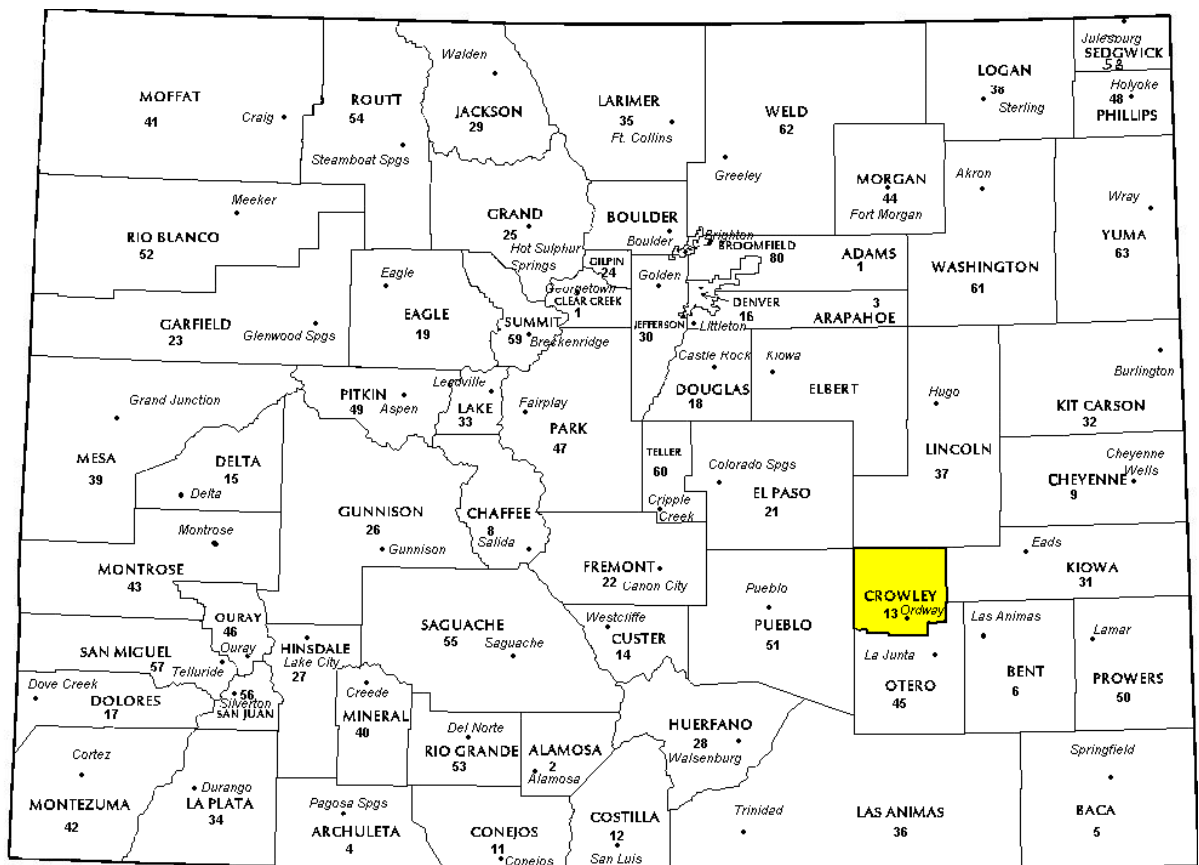 Julesburg
SEDGWICK
58
Walden
LOGAN
38
Sterling
Holyoke
48
PHILLIPS
MOFFAT
41
Craig
ROUTT
54
Steamboat Spgs
JACKSON
29
LARIMER
35
Ft. Collins
WELD
62
Greeley
MORGAN
44
Fort Morgan
Akron
Wray
YUMA
63
Meeker
RIO BLANCO
52
GRAND
25
Hot Sulphur
Springs
BOULDER
Boulder
Brighton
BROOMFIELD
80
ADAMS
1
WASHINGTON
61
GILPIN
24
Georgetown
CLEAR CREEK
1
Golden
JEFFERSON
30
DENVER
16
Littleton
3
ARAPAHOE
GARFIELD
23
Glenwood Spgs
Eagle
EAGLE
19
SUMMIT
59
Breckenridge
Castle Rock
DOUGLAS
18
Kiowa
ELBERT
Hugo
LINCOLN
37
Burlington
KIT CARSON
32
Grand Junction
MESA
39
PITKIN
49
Aspen
Leadville
LAKE
33
Fairplay
PARK
47
TELLER
60
Cripple
Creek
Colorado Spgs
EL PASO
21
Cheyenne
Wells
CHEYENNE
9
DELTA
15
Delta
GUNNISON
26
Gunnison
CHAFFEE
8
Salida
Montrose
MONTROSE
43
FREMONT
22
Canon City
Pueblo
PUEBLO
51
CROWLEY
13
Ordway
Eads
KIOWA
31
OURAY
46
Ouray
HINSDALE
Lake City
27
SAGUACHE
55
Saguache
Westcliffe
CUSTER
14
La Junta
OTERO
45
Las Animas
BENT
6
Lamar
PROWERS
50
SAN MIGUEL
57
Telluride
Dove Creek
DOLORES
17
56
Silverton
SAN JUAN
Creede
MINERAL
40
Del Norte
RIO GRANDE
53
ALAMOSA
2
Alamosa
HUERFANO
28
Walsenburg
Cortez
MONTEZUMA
42
Durango
LA PLATA
34
Pagosa Spgs
ARCHULETA
4
CONEJOS
11
Conejos
COSTILLA
12
San Luis
Trinidad
LAS ANIMAS
36
Springfield
BACA
5